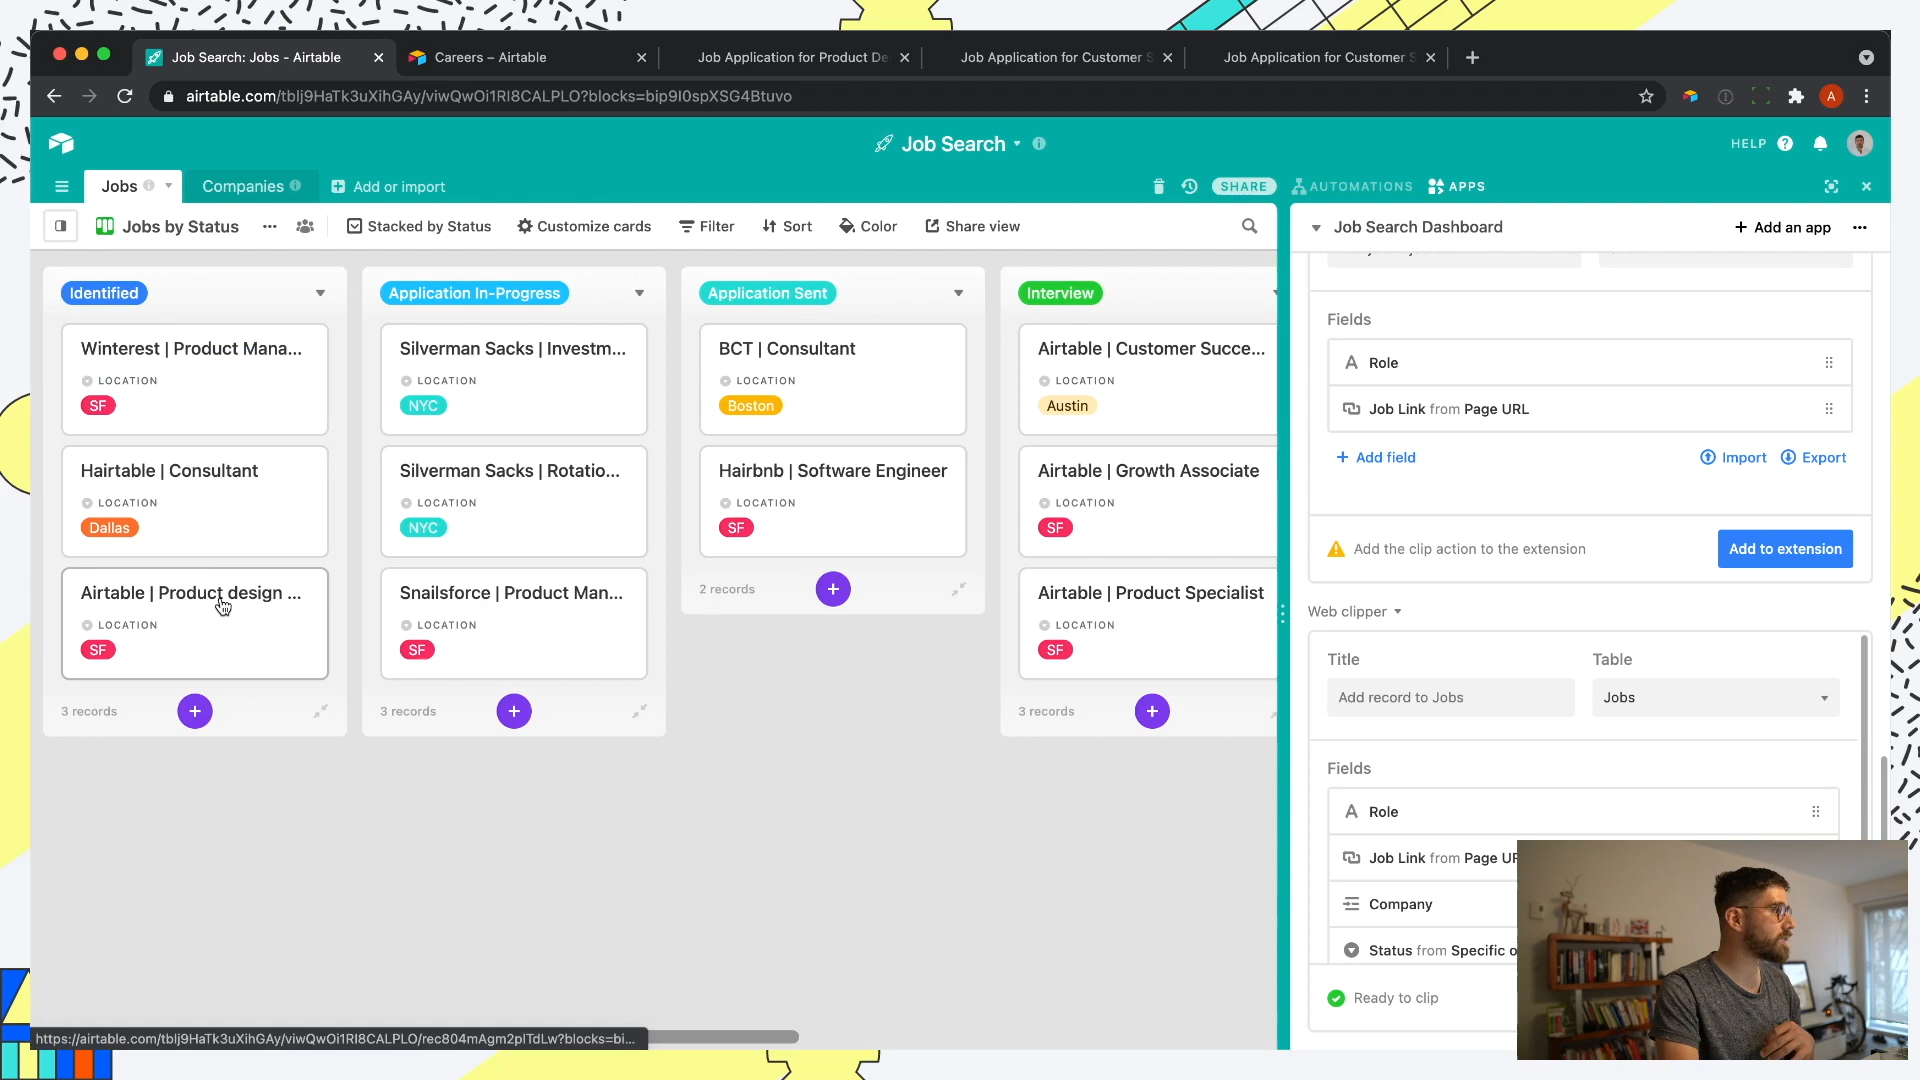 Job Search: Jobs - Airtable
Careers – Airtable
Job Application for Product De
Job Application for Customer S
Job Application for Customer S
airtable.com/tblj9HaTk3uXihGAy/viwQwOi1RI8CALPLO?blocks=bip9I0spXSG4Btuvo
A
Job Search
HELP
Jobs
Companies
Add or import
SHARE
AUTOMATIONS
APPS
Jobs by Status
Stacked by Status
Customize cards
Filter
Sort
Color
Share view
Job Search Dashboard
Add an app
Identified
Winterest | Product Mana...
LOCATION
SF
Hairtable | Consultant
LOCATION
Dallas
Airtable | Product design ...
LOCATION
SF
3 records
Application In-Progress
Silverman Sacks | Investm...
LOCATION
NYC
Silverman Sacks | Rotatio...
LOCATION
NYC
Snailsforce | Product Man...
LOCATION
SF
3 records
Application Sent
BCT | Consultant
LOCATION
Boston
Hairbnb | Software Engineer
LOCATION
SF
2 records
Interview
Airtable | Customer Succe...
LOCATION
Austin
Airtable | Growth Associate
LOCATION
SF
Airtable | Product Specialist
LOCATION
SF
3 records
Fields
Role
Job Link from Page URL
Add field
Import
Export
Add the clip action to the extension
Add to extension
Web clipper
Title
Table
Add record to Jobs
Jobs
Fields
Role
Job Link from Page UR
Company
Status from Specific o
Ready to clip
https://airtable.com/tblj9HaTk3uXihGAy/viwQwOi1RI8CALPLO/rec804mAgm2plTdLw?blocks=bi...